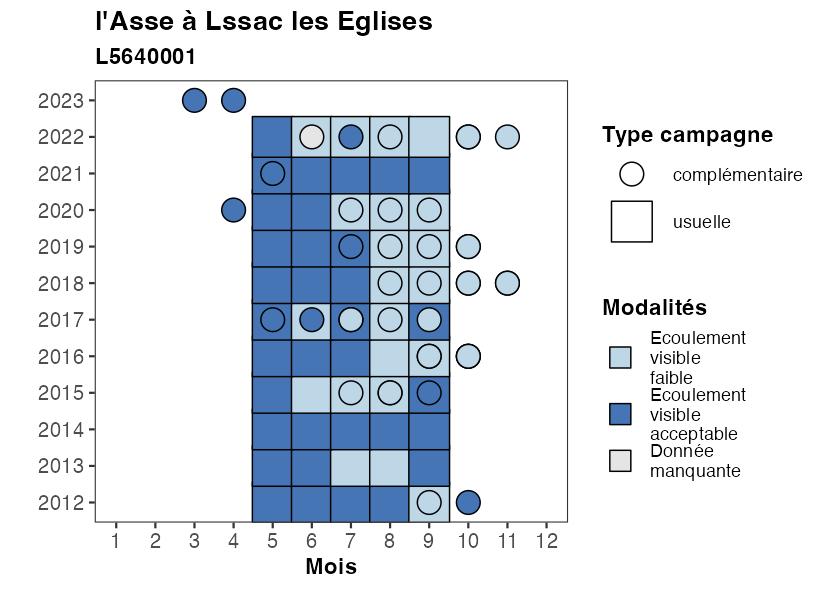 l'Asse à Lssac les Eglises
L5640001
2023
2022
2021
2020
2019
2018
2017
2016
2015
2014
2013
2012
1 2 3 4 5 6 7 8 9 10 11 12
Mois
Type campagne
complémentaire
usuelle
Modalités
Ecoulement
visible
faible
Ecoulement
visible
acceptable
Donnée
manquante